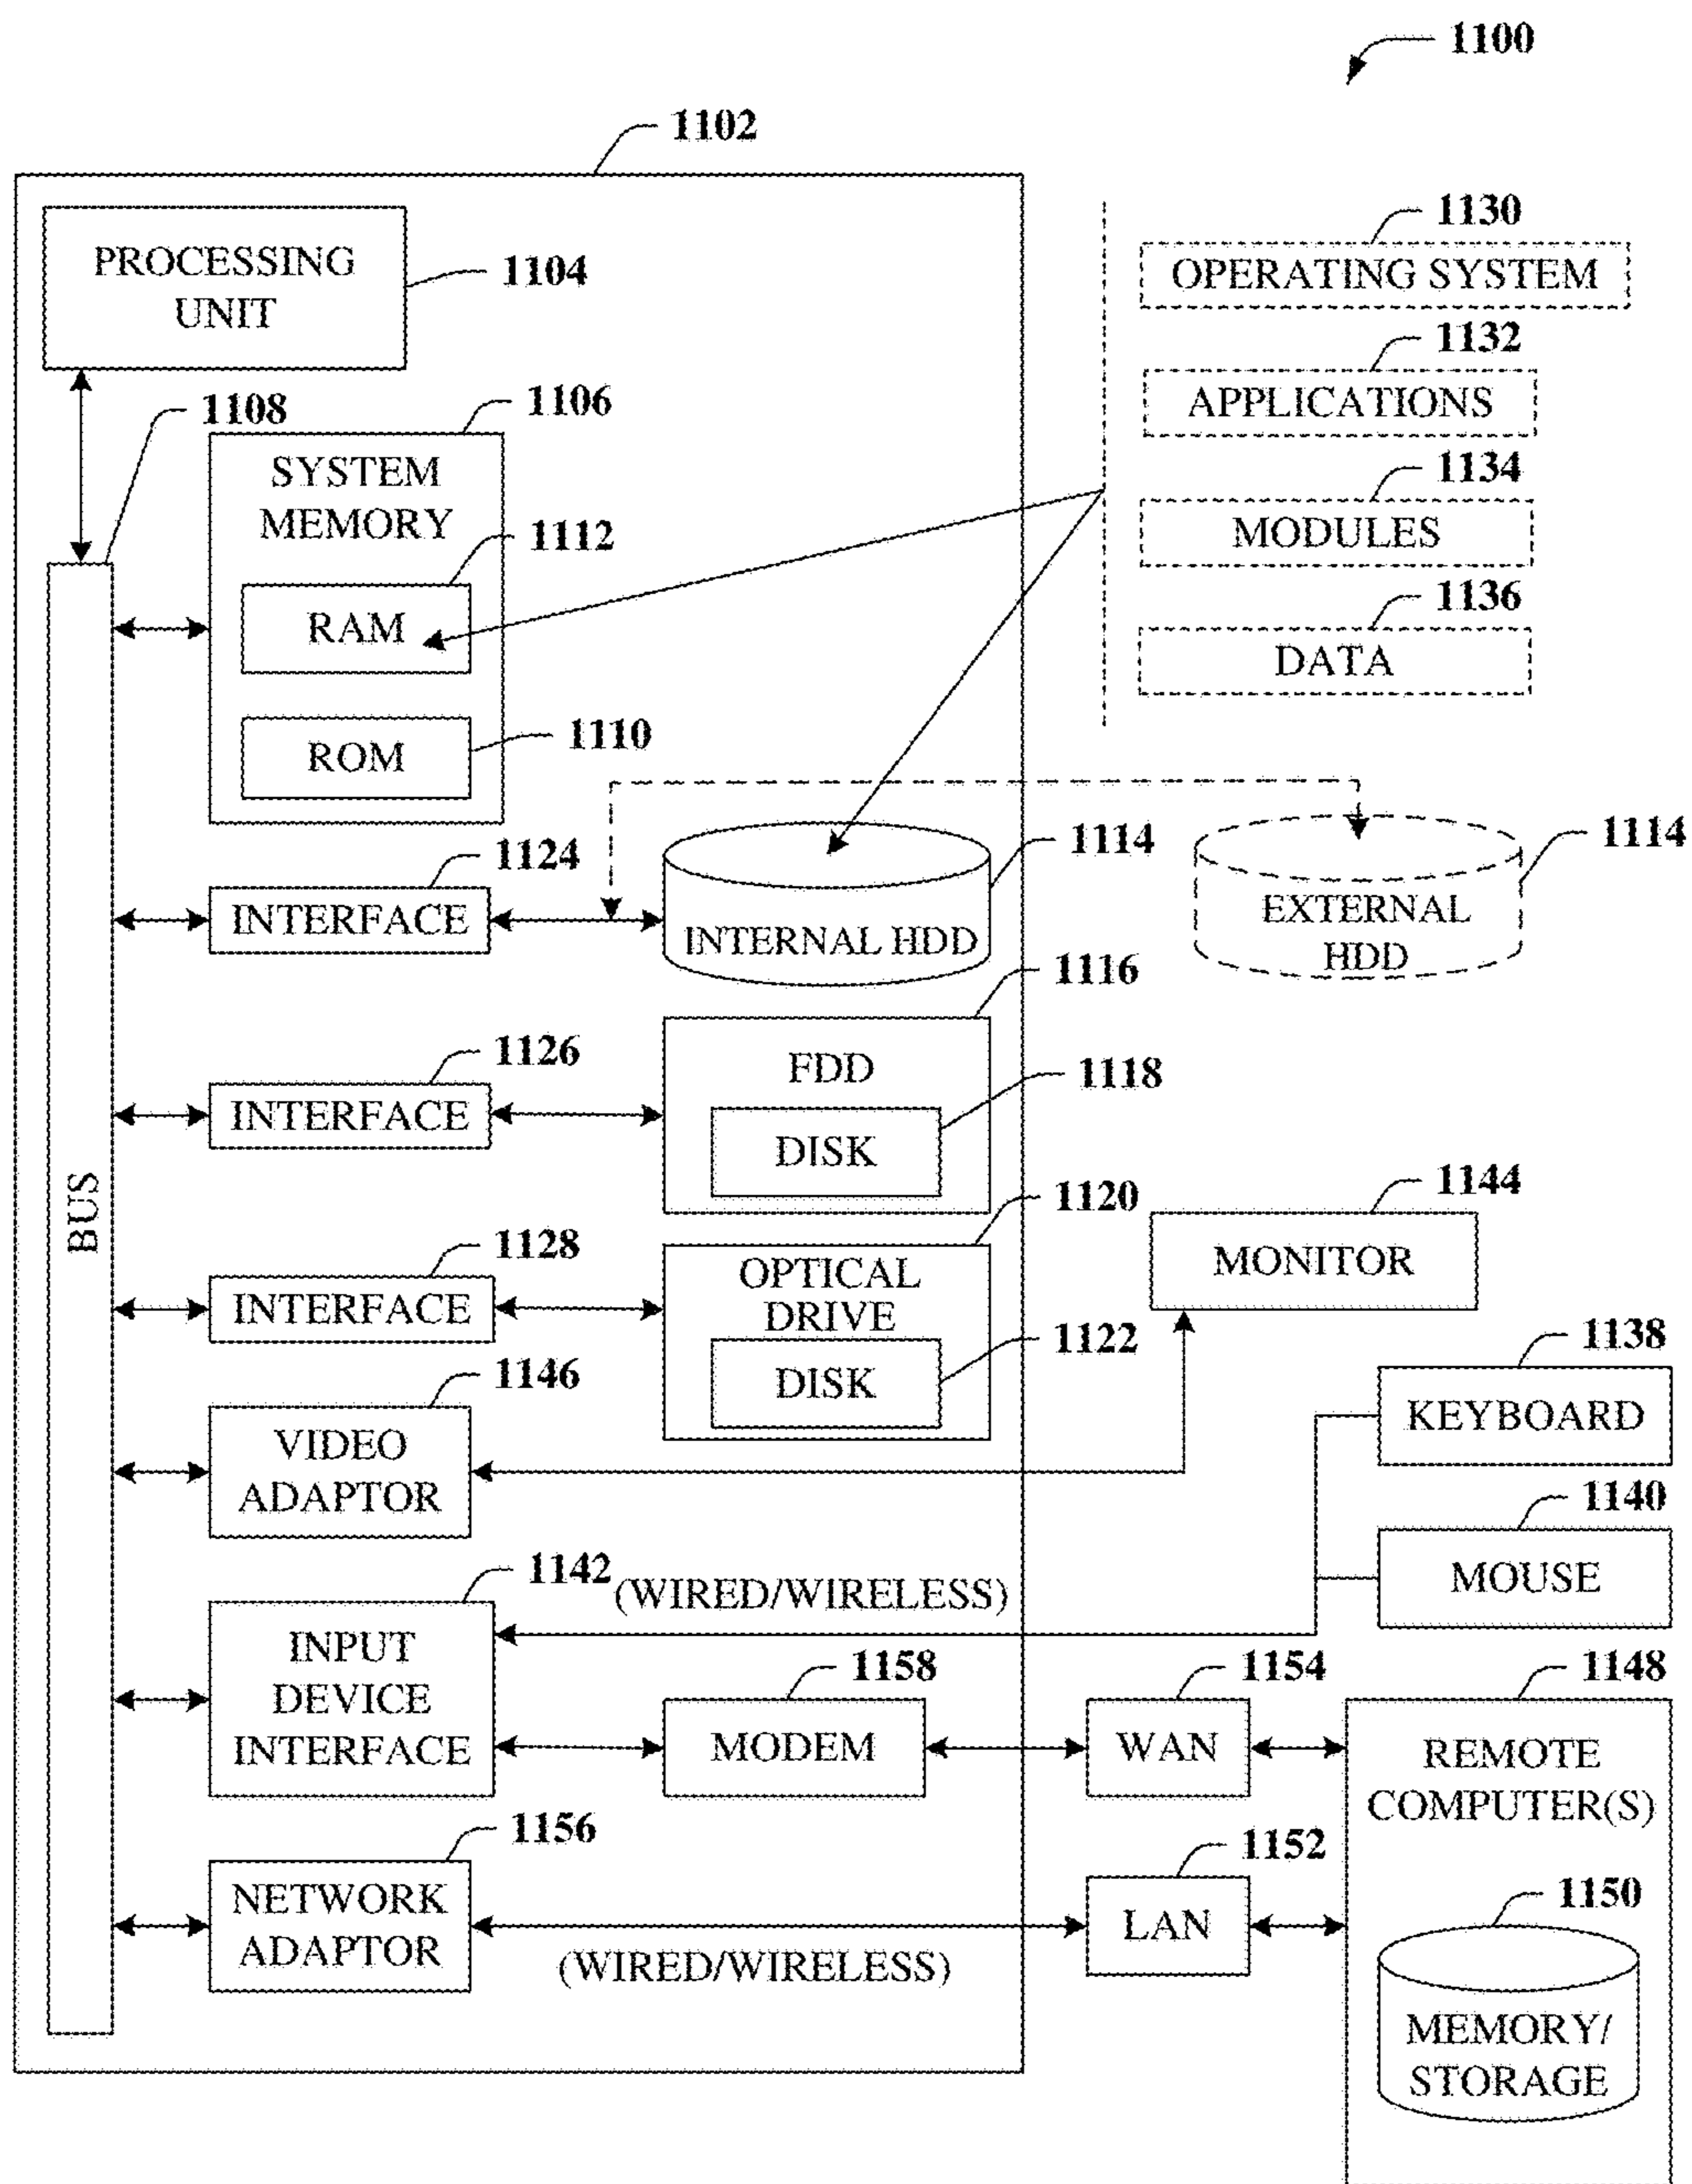 1100
1102
PROCESSING
UNIT
1104
1130
OPERATING SYSTEM
1132
APPLICATIONS
1134
MODULES
1136
DATA
1108
1106
SYSTEM
MEMORY
1112
RAM
ROM
1110
1124
INTERFACE
INTERNAL HDD
1114
EXTERNAL
HDD
1114
1126
INTERFACE
1116
FDD
1118
DISK
BUS
1128
INTERFACE
1120
OPTICAL
DRIVE
1122
DISK
1144
MONITOR
1146
VIDEO
ADAPTOR
1138
KEYBOARD
1140
MOUSE
1142
(WIRED/WIRELESS)
INPUT
DEVICE
INTERFACE
1158
MODEM
1154
WAN
1148
REMOTE
COMPUTER(S)
1156
NETWORK
ADAPTOR
(WIRED/WIRELESS)
1152
LAN
1150
MEMORY/
STORAGE